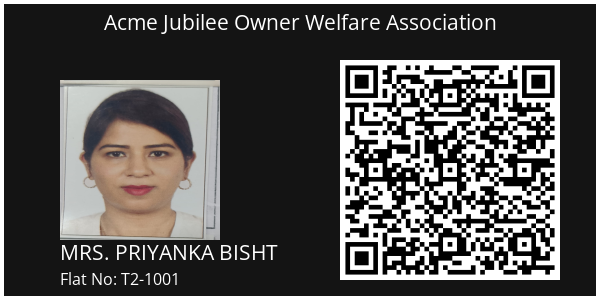 Acme Jubilee Owner Welfare Association
MRS. PRIYANKA BISHT
Flat No: T2-1001